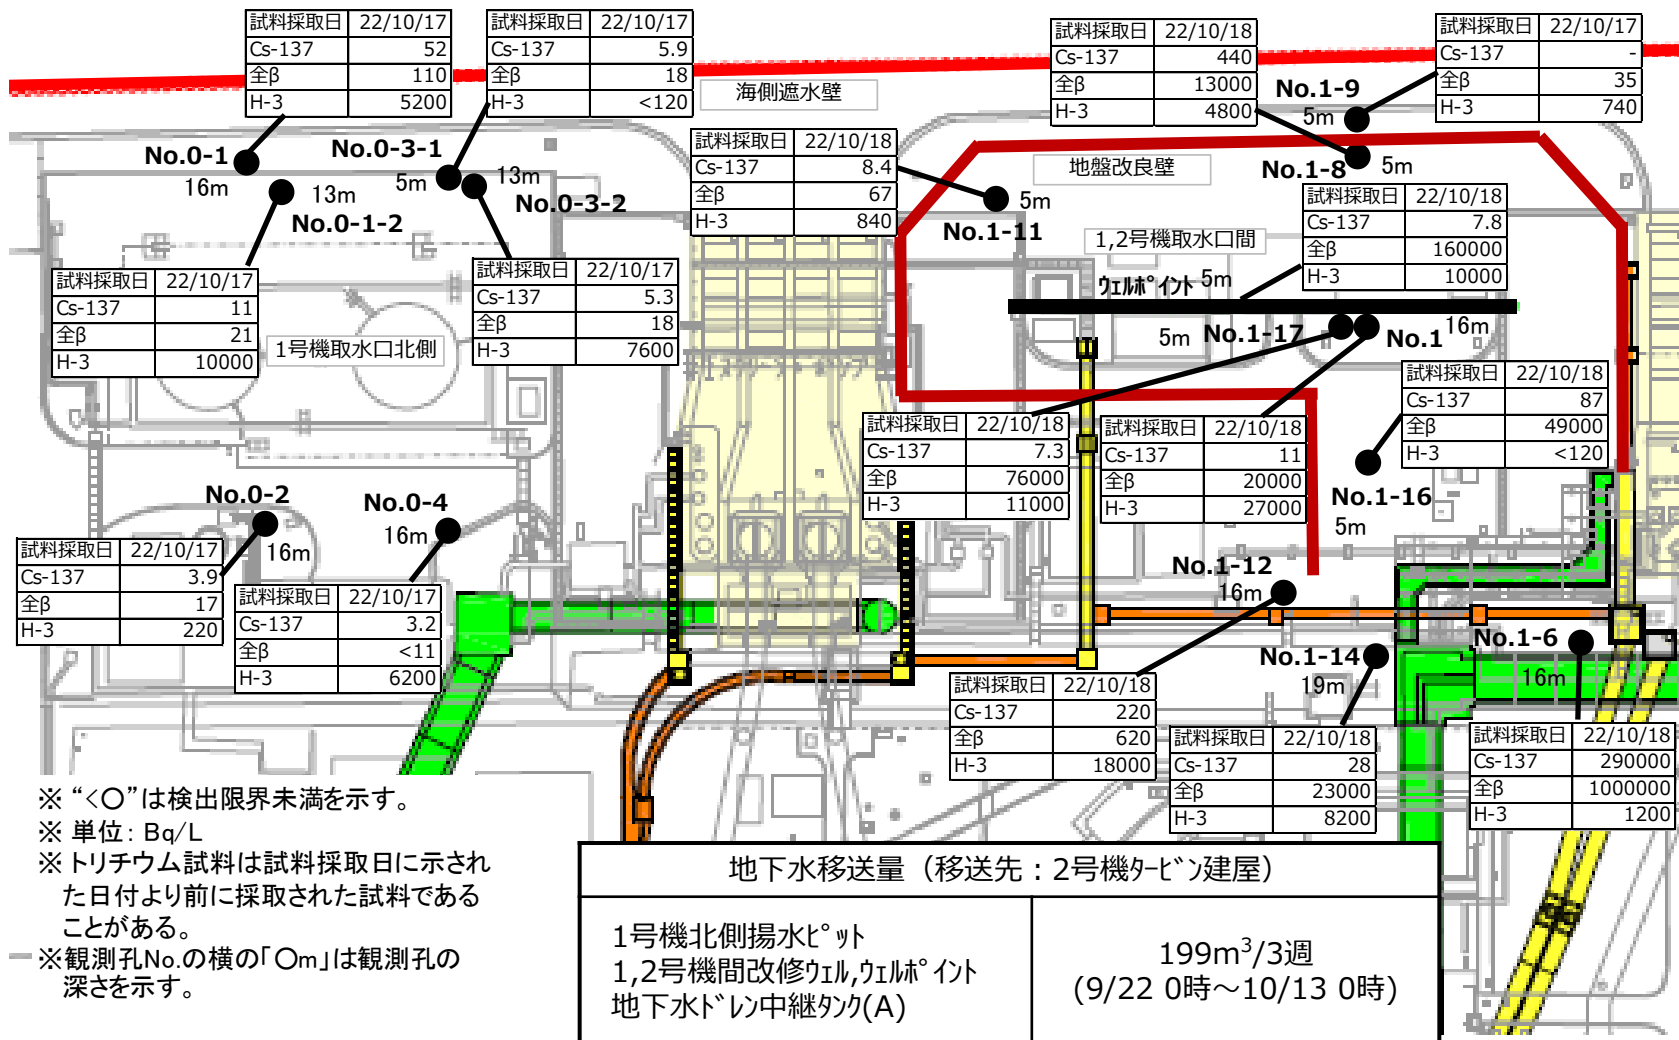 試料採取日 22/10/17
Cs-137 52
全β 110
H-3 5200
試料採取日 22/10/17
Cs-137 5.9
全β 18
H-3 <120
海側遮水壁
試料採取日 22/10/18
Cs-137 440
全β 13000
H-3 4800
試料採取日 22/10/17
Cs-137 -
全β 35
H-3 740
No.1-9
5m
No.0-1
16m
No.0-3-1
5m
13m
No.0-1-2
13m
No.0-3-2
試料採取日 22/10/18
Cs-137 8.4
全β 67
H-3 840
5m
No.1-11
地盤改良壁
No.1-8
5m
試料採取日 22/10/18
Cs-137 7.8
全β 160000
H-3 10000
1,2号機取水口間
ウェルポイント 5m
試料採取日 22/10/17
Cs-137 11
全β 21
H-3 10000
1号機取水口北側
試料採取日 22/10/17
Cs-137 5.3
全β 18
H-3 7600
5m No.1-17
No.1
16m
試料採取日 22/10/18
Cs-137 87
全β 49000
H-3 <120
試料採取日 22/10/18
Cs-137 7.3
全β 76000
H-3 11000
試料採取日 22/10/18
Cs-137 11
全β 20000
H-3 27000
No.1-16
5m
No.0-2
16m
No.0-4
16m
試料採取日 22/10/17
Cs-137 3.9
全β 17
H-3 220
試料採取日 22/10/17
Cs-137 3.2
全β <11
H-3 6200
No.1-12
16m
No.1-14
19m
No.1-6
16m
試料採取日 22/10/18
Cs-137 220
全β 620
H-3 18000
試料採取日 22/10/18
Cs-137 28
全β 23000
H-3 8200
試料採取日 22/10/18
Cs-137 290000
全β 1000000
H-3 1200
※ “<〇”は検出限界未満を示す。
※ 単位：Bq/L
※ トリチウム試料は試料採取日に示され
た日付より前に採取された試料である
ことがある。
※観測孔No.の横の「〇m」は観測孔の
深さを示す。
地下水移送量（移送先：2号機タービン建屋）
1号機北側揚水ピット
1,2号機間改修ウェル,ウェルポイント
地下水ドレン中継タンク(A)
199m³/3週
(9/22 0時～10/13 0時)